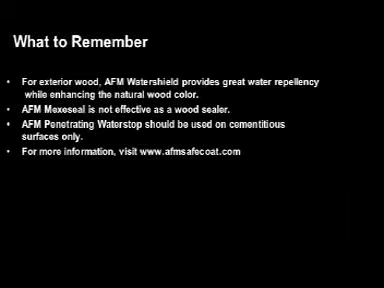 What to Remember
• For exterior wood, AFM Watershield provides great water repellency
while enhancing the natural wood color.
• AFM Mexeseal is not effective as a wood sealer.
• AFM Penetrating Waterstop should be used on cementitious
surfaces only.
• For more information, visit www.afmsafecoat.com